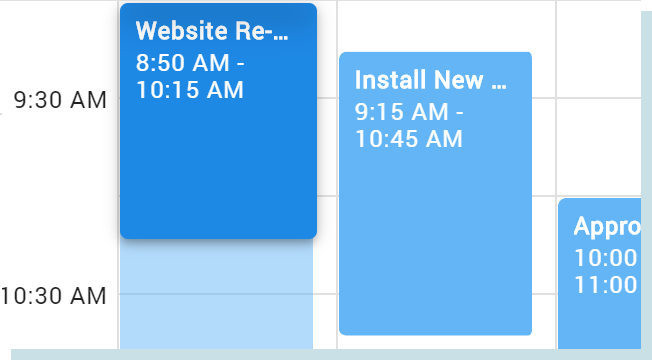 Website Re-...
8:50 AM -
10:15 AM
9:30 AM
Install New ...
9:15 AM -
10:45 AM
Appro
10:00
11:00
10:30 AM